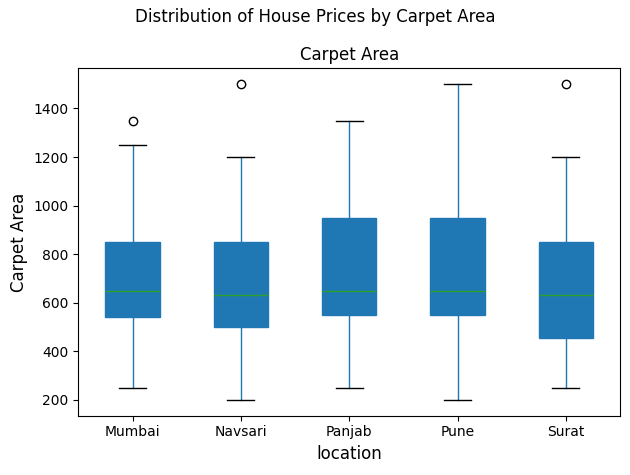 Distribution of House Prices by Carpet Area
Carpet Area
1400
1200
1000
800
600
400
200
Carpet Area
Mumbai Navsari Panjab Pune Surat
location